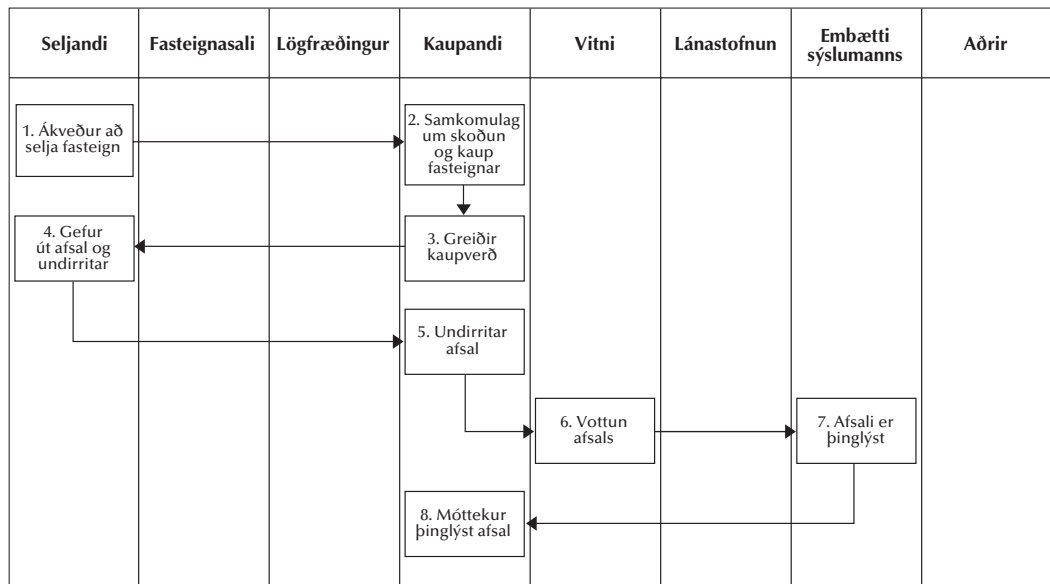 Seljandi
Fasteignasali
Lögfræðingur
Kaupandi
Vitni
Lánastofnun
Embætti
sýslumanns
Aðrir
1. Ákveður að
selja fasteign
2. Samkomulag
um skoðun
og kaup
fasteignar
4. Gefur
út afsal og
undirritar
3. Greiðir
kaupverð
5. Undirritar
afsal
6. Vottun
afsals
7. Afsali er
þinglýst
8. Móttekur
þinglýst afsal